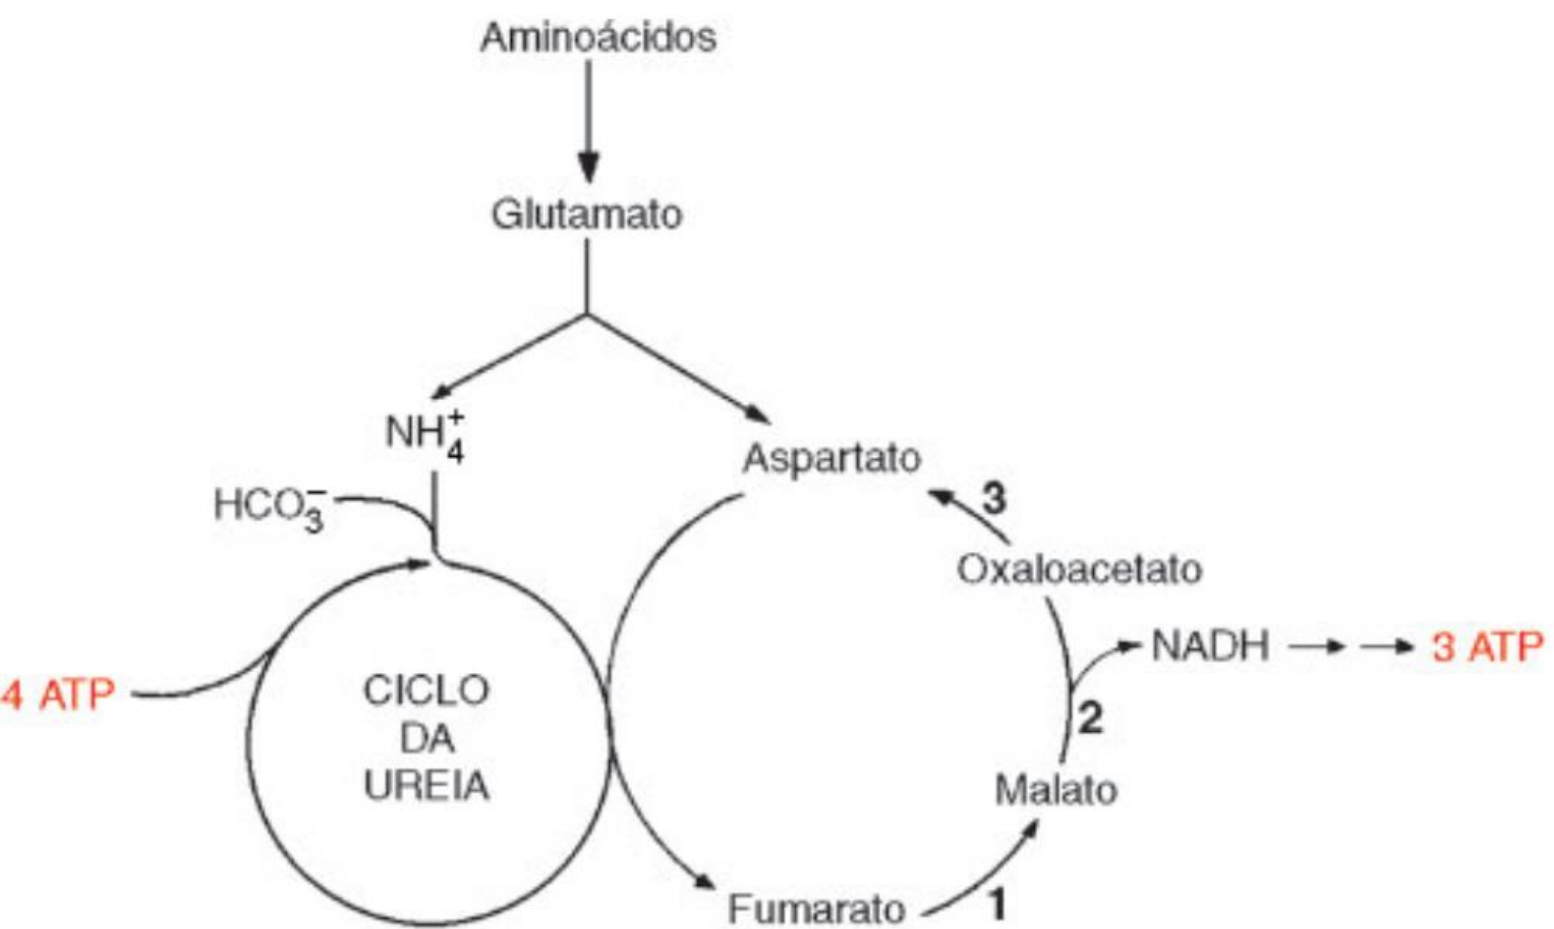 Aminoácidos
Glutamato
NH₄⁺
Aspartato
HCO₃⁻
3
Oxaloacetato
NADH
3 ATP
4 ATP
CICLO
DA
UREIA
2
Malato
Fumarato
1